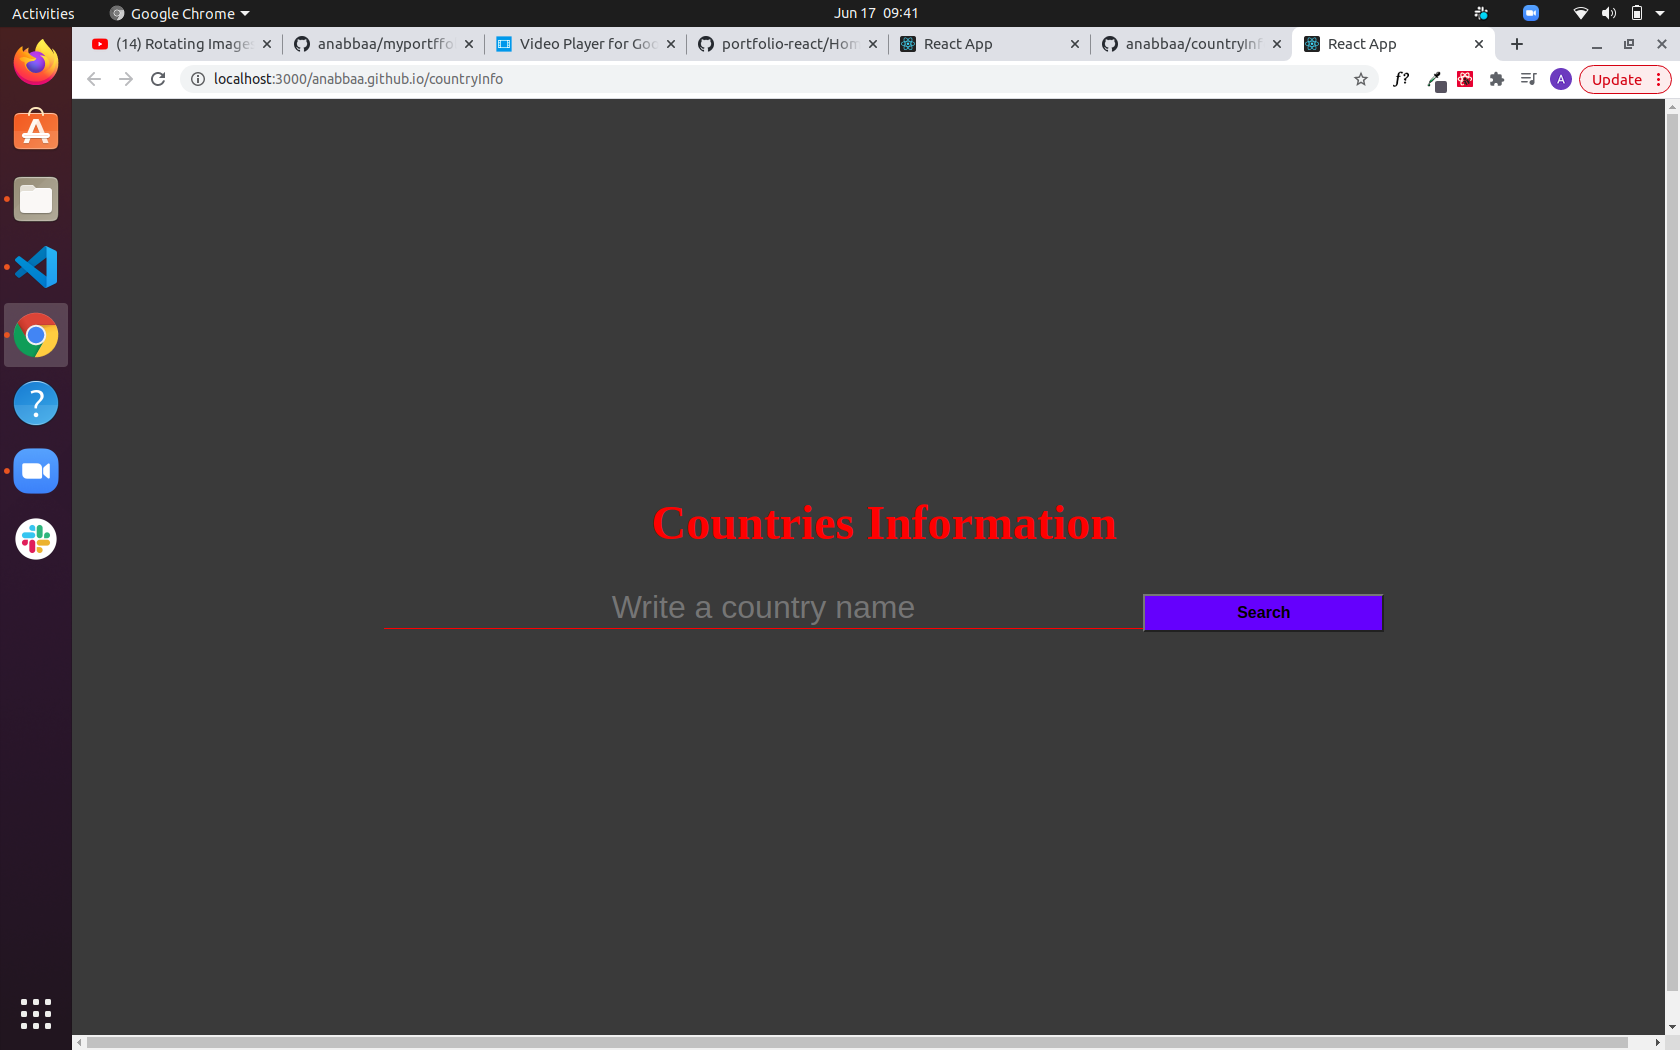 Activities Google Chrome Jun 17 09:41
(14) Rotating Image anabbaa/myportffo Video Player for Goo portfolio-react/Hom React App anabbaa/countryInf React App
localhost:3000/anabbaa.github.io/countryInfo f? A Update
Countries Information
Write a country name Search